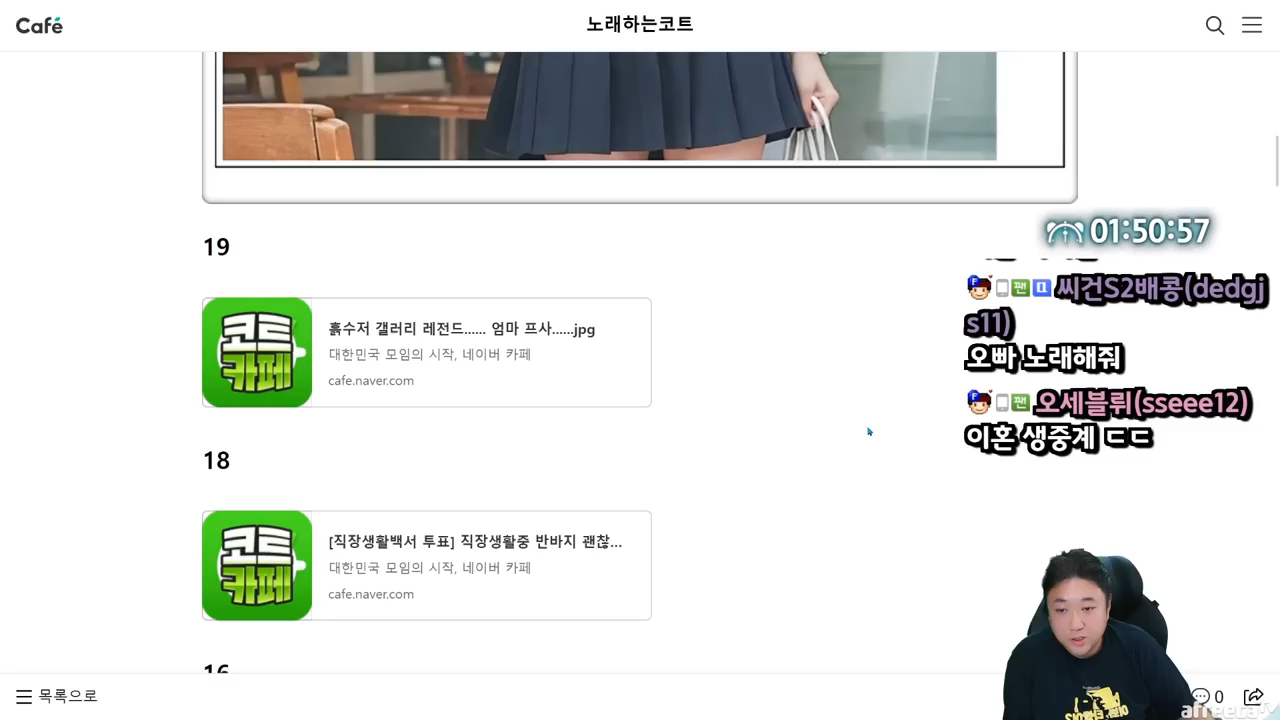 Café
노래하는코트
19
코트
카페
흙수저 갤러리 레전드...... 엄마 프사......jpg
대한민국 모임의 시작, 네이버 카페
cafe.naver.com
18
코트
카페
[직장생활백서 투표] 직장생활중 반바지 괜찮...
대한민국 모임의 시작, 네이버 카페
cafe.naver.com
16
목록으로
01:50:57
팬 씨건S2배콩(dedgj
s11)
오빠 노래해줘
팬 오세블뤼(sseee12)
이혼 생중계 ㄷㄷ
0
afreeca